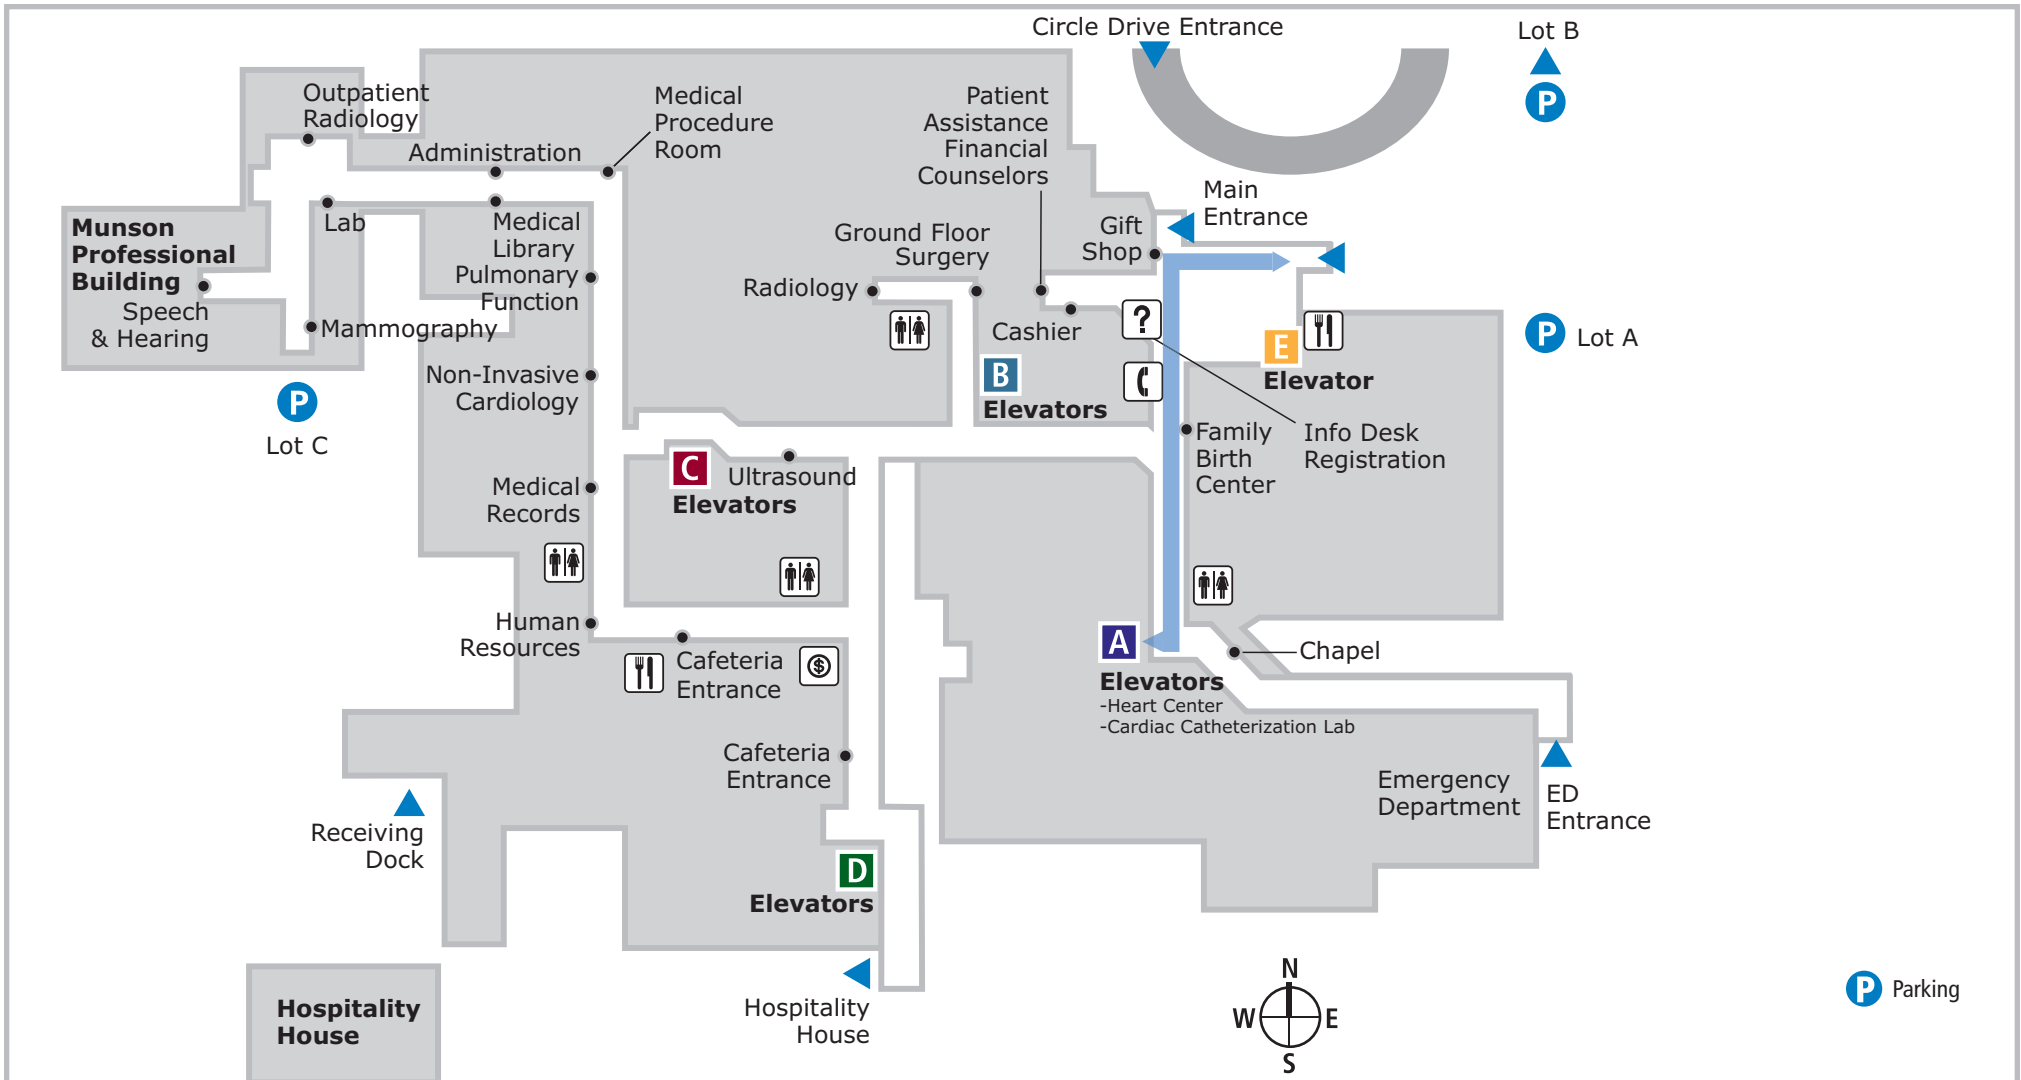 Circle Drive Entrance
Lot B
P
Outpatient
Radiology
Medical
Procedure
Room
Patient
Assistance
Financial
Counselors
Administration
Main
Entrance
Munson
Professional
Building
Lab
Medical
Library
Pulmonary
Function
Ground Floor
Surgery
Gift
Shop
Radiology
Speech
& Hearing
Mammography
Cashier
?
E
Elevator
P
Lot A
P
Lot C
Non-Invasive
Cardiology
B
Elevators
Family
Birth
Center
Info Desk
Registration
C
Elevators
Ultrasound
Medical
Records
Human
Resources
Cafeteria
Entrance
$
A
Elevators
-Heart Center
-Cardiac Catheterization Lab
Chapel
Cafeteria
Entrance
Emergency
Department
ED
Entrance
Receiving
Dock
D
Elevators
Hospitality
House
Hospitality
House
N
W
E
S
P
Parking